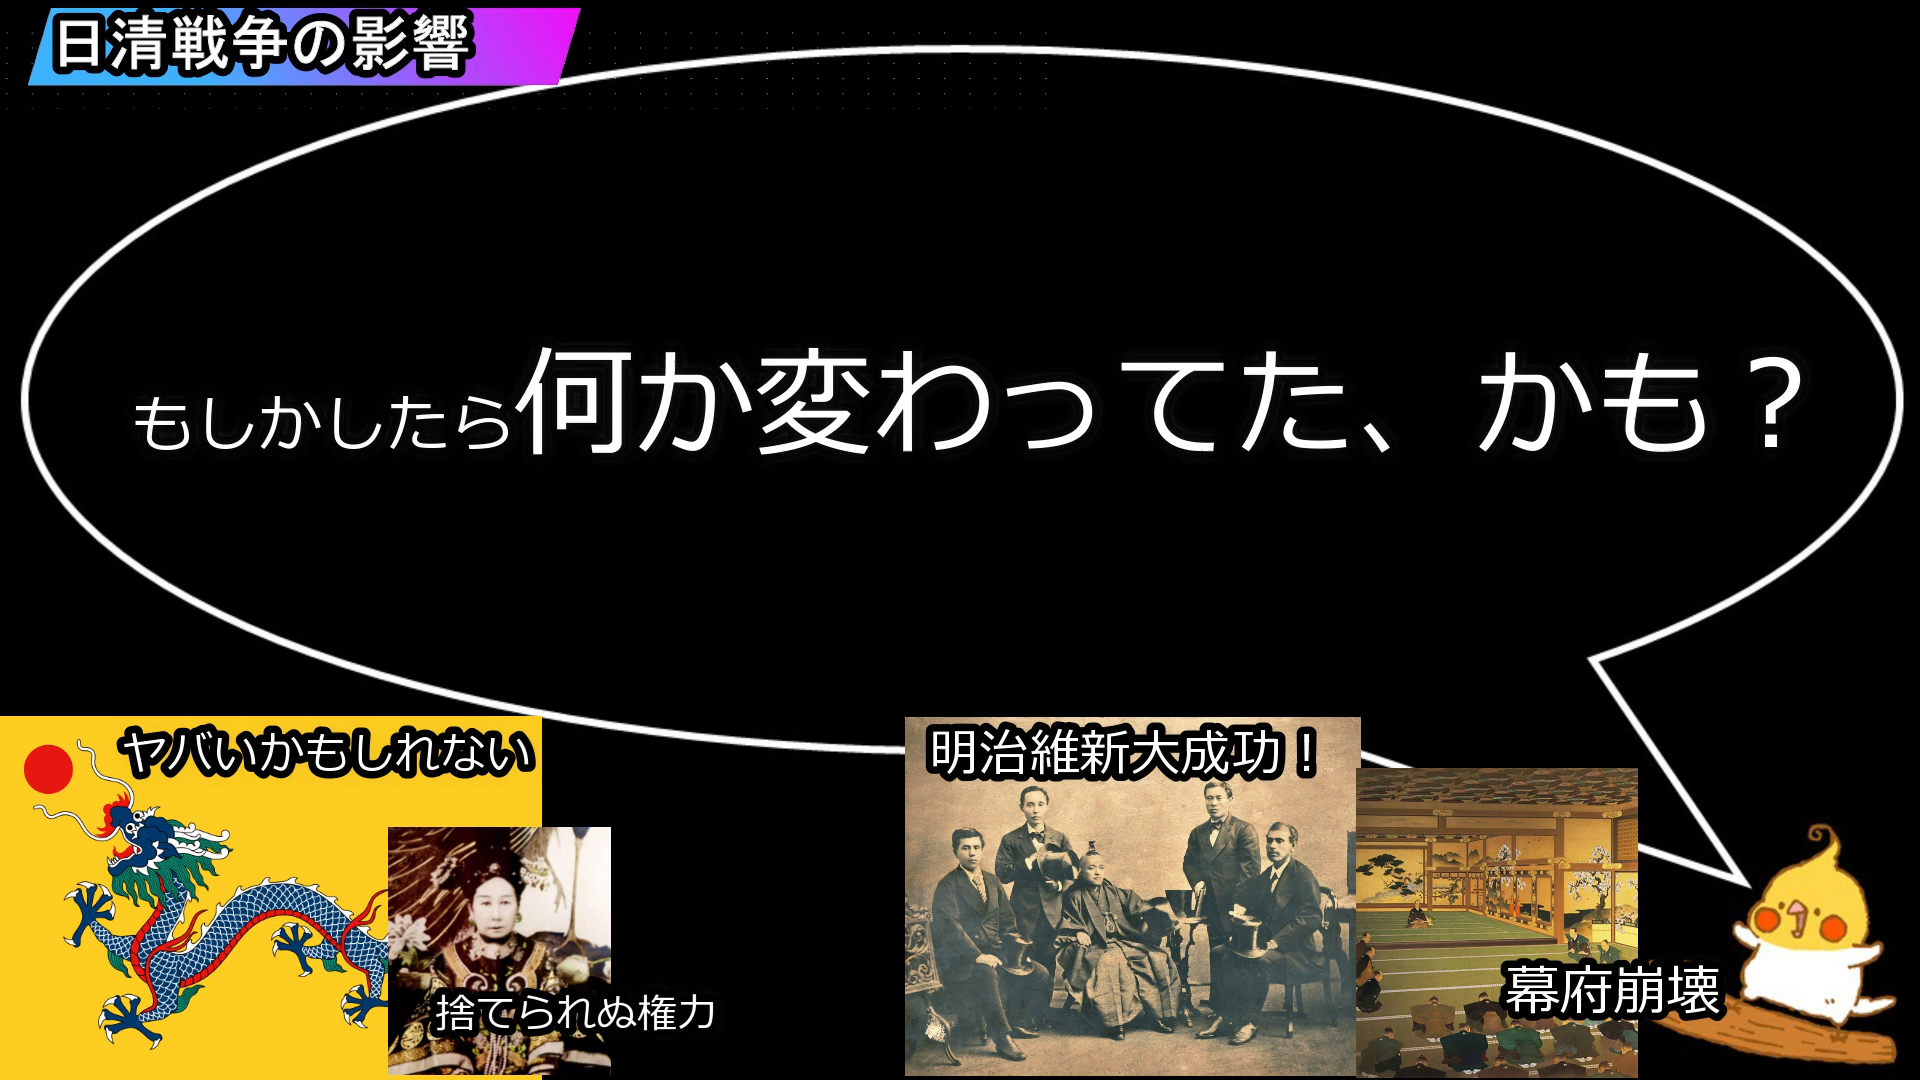 日清戦争の影響
もしかしたら何か変わってた、かも？
ヤバいかもしれない
捨てられぬ権力
明治維新大成功！
幕府崩壊